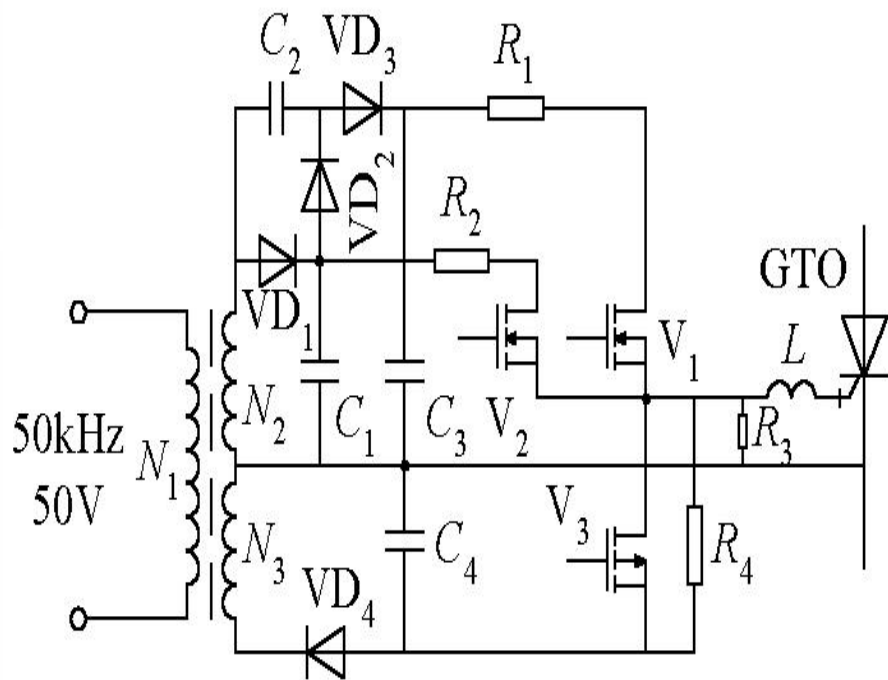 C2
VD3
R1
VD2
R2
GTO
VD1
V1
L
50kHz
50V
N1
N2
C1
C3
V2
R3
V3
N3
C4
R4
VD4